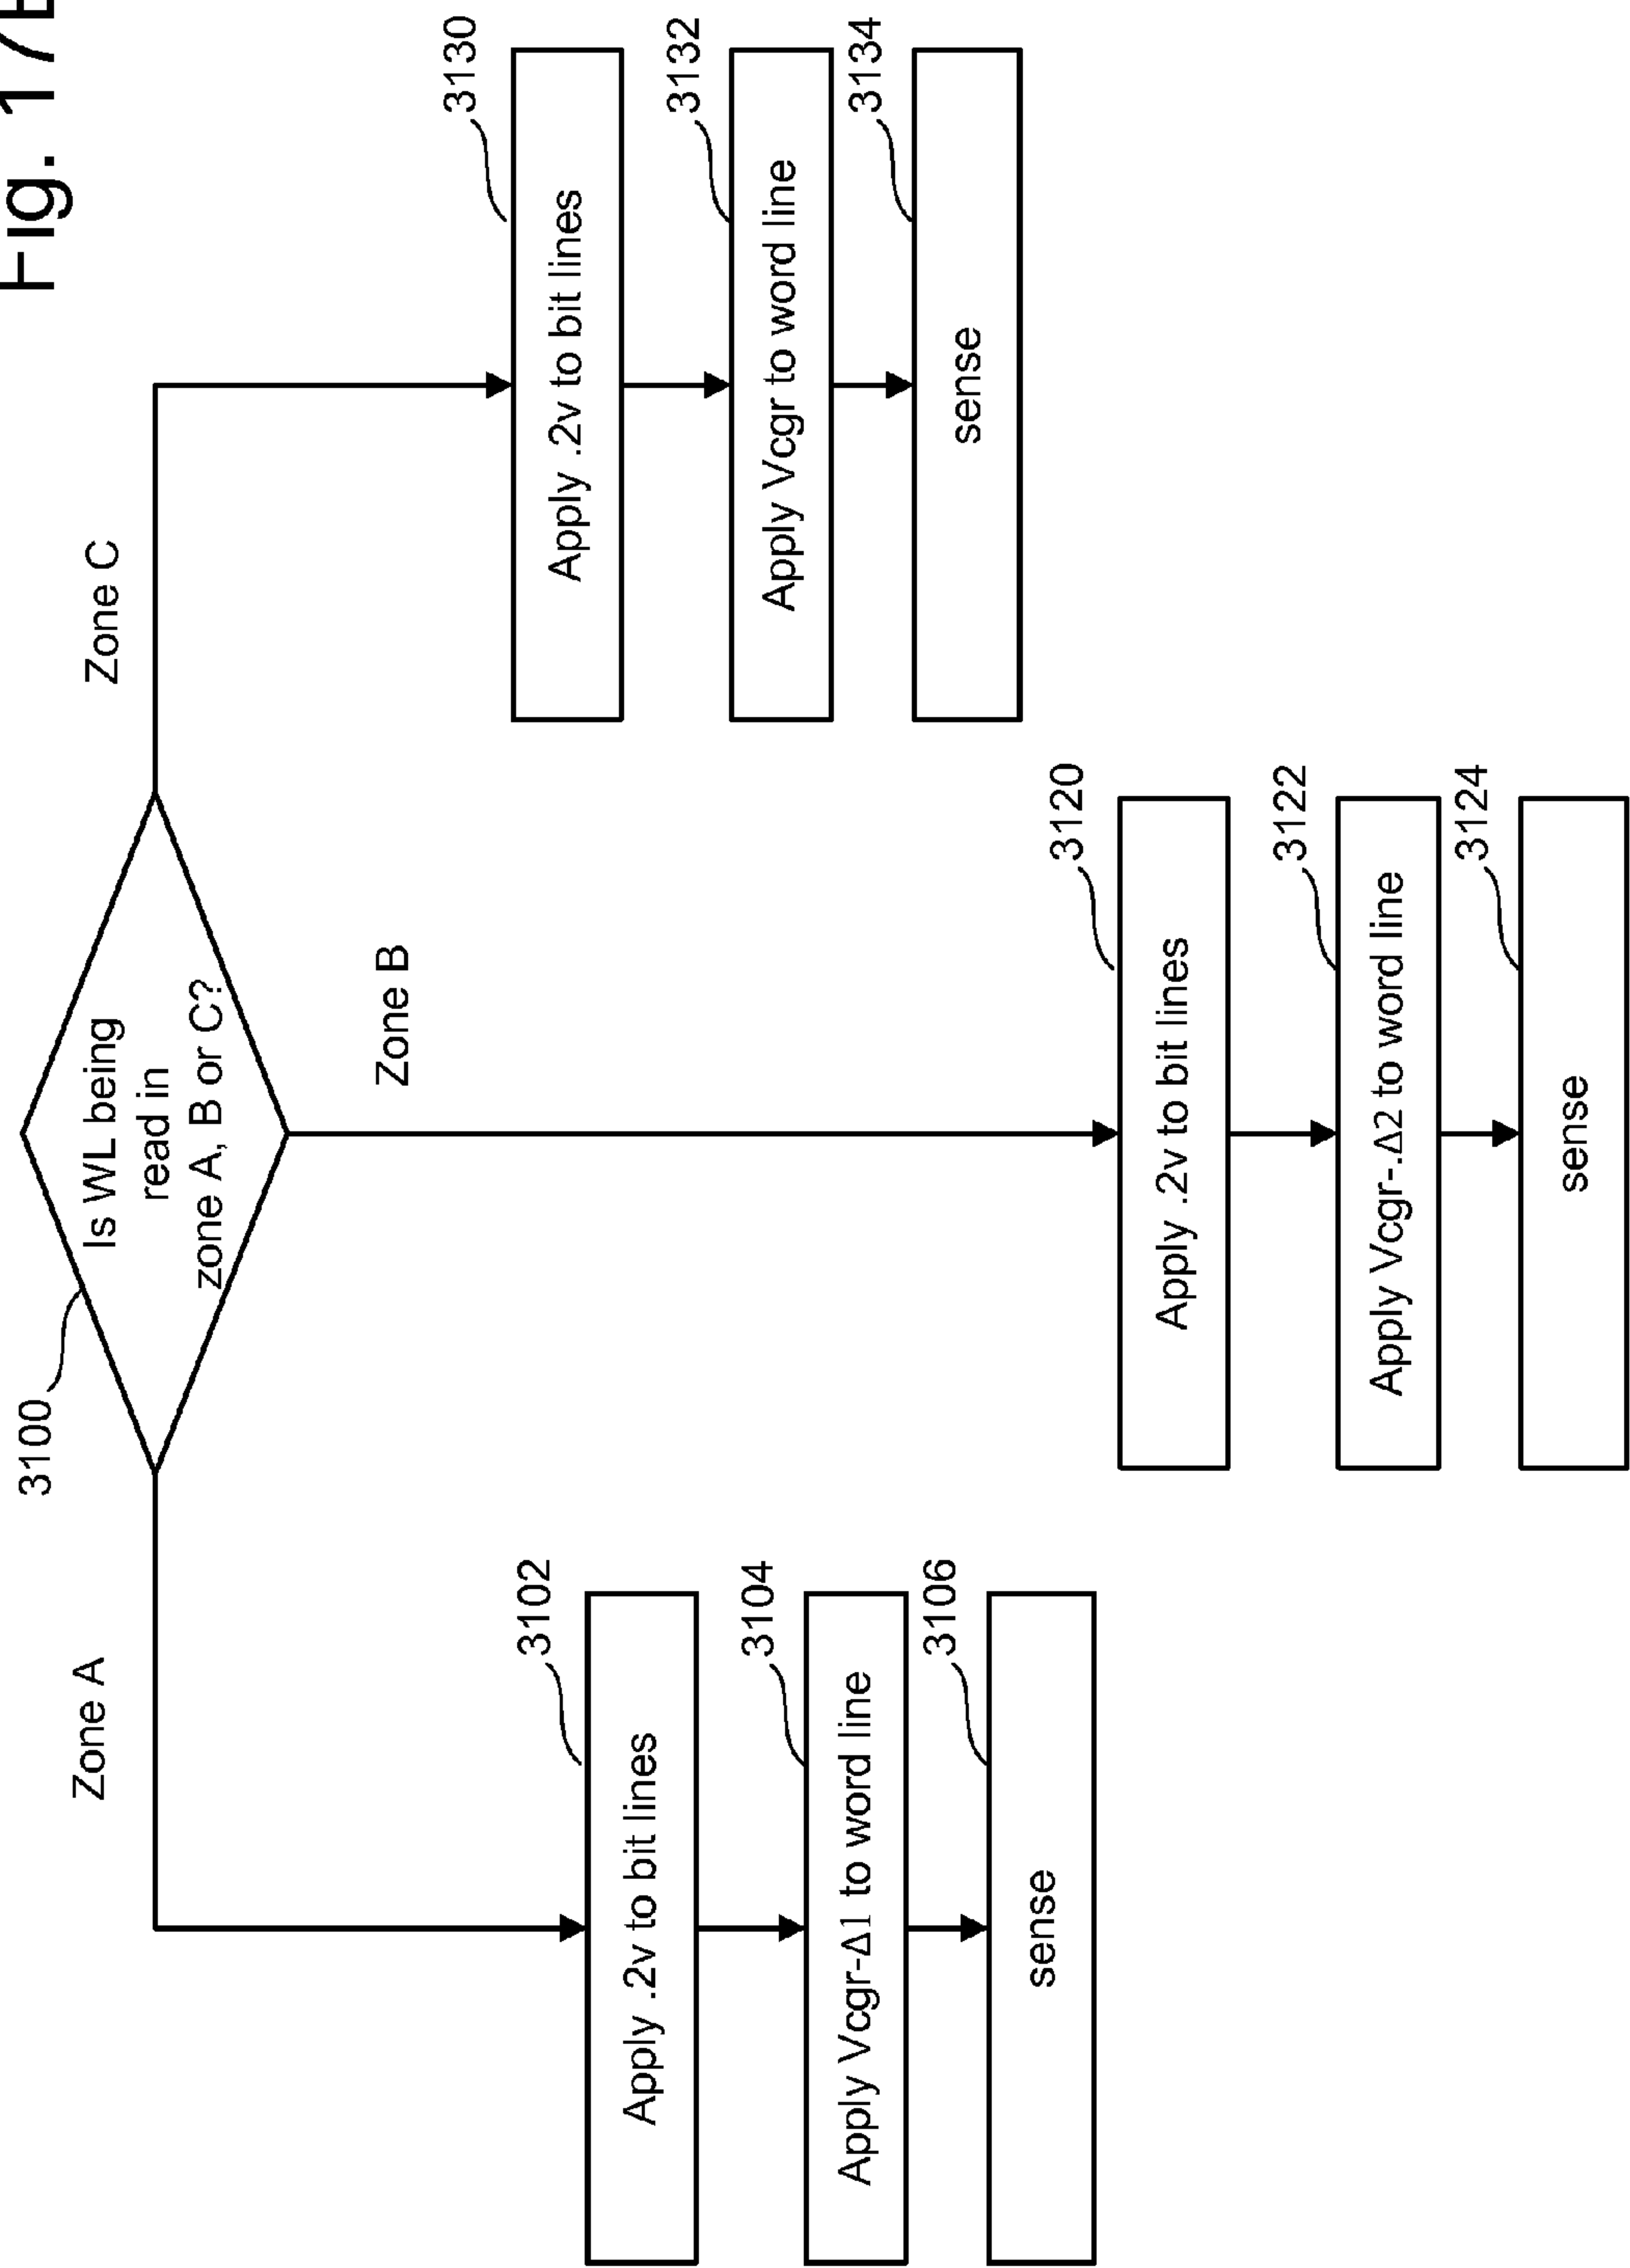 Fig. 17B
3100
Is WL being
read in
zone A, B or C?
Zone A
Zone B
Zone C
3102
Apply .2v to bit lines
3104
Apply Vcgr-Δ1 to word line
3106
sense
3120
Apply .2v to bit lines
3122
Apply Vcgr-.Δ2 to word line
3124
sense
3130
Apply .2v to bit lines
3132
Apply Vcgr to word line
3134
sense